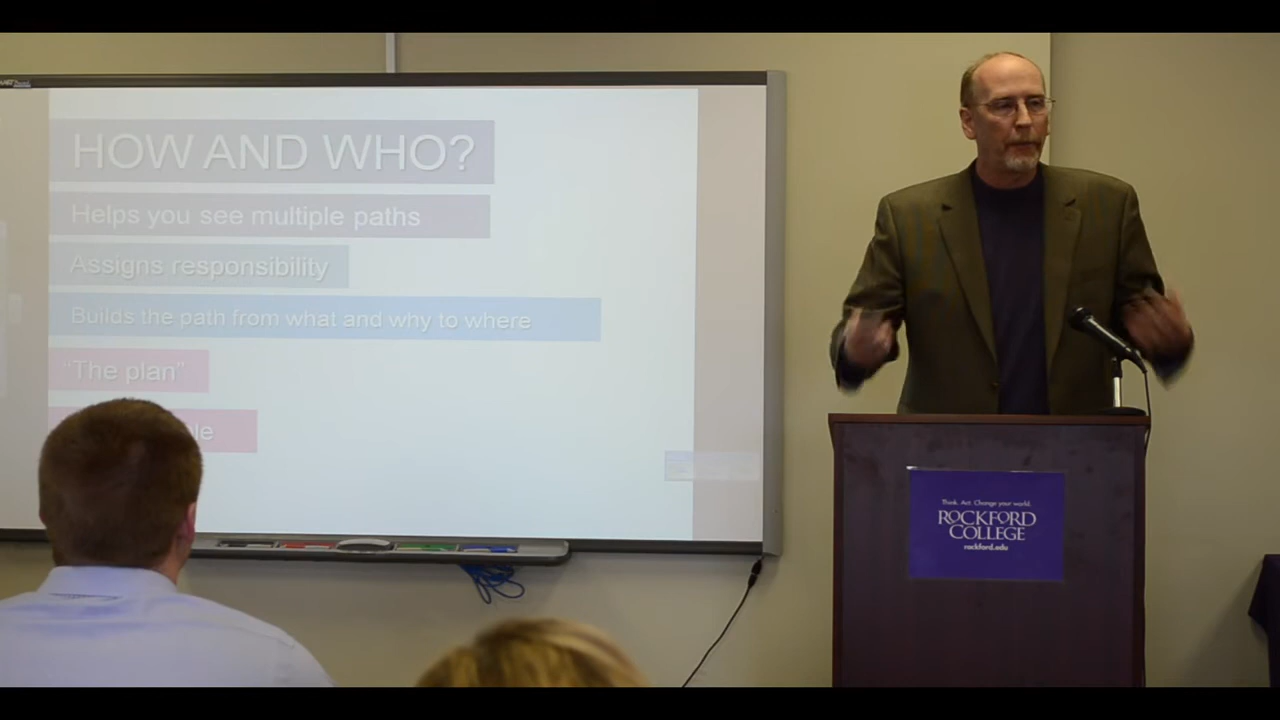 HOW AND WHO?
Helps you see multiple paths
Assigns responsibility
Builds the path from what and why to where
"The plan"
Think. Act. Change your world.
ROCKFORD
COLLEGE
rockford.edu